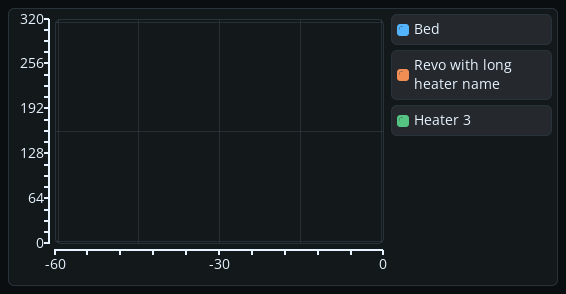 320
256
192
128
64
0
-60
-30
0
Bed
Revo with long
heater name
Heater 3